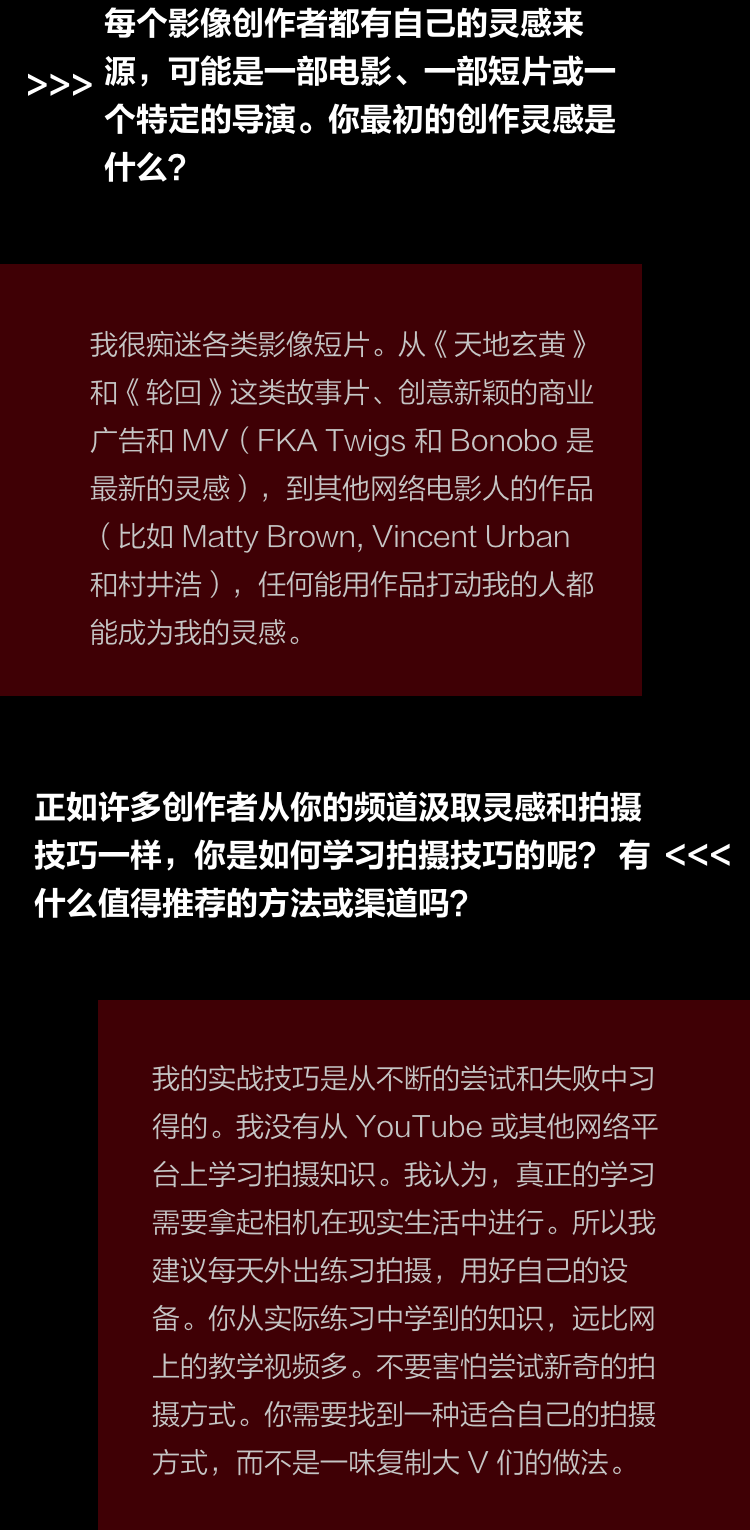 每个影像创作者都有自己的灵感来
源，可能是一部电影、一部短片或一
>>> 个特定的导演。你最初的创作灵感是
什么？
我很痴迷各类影像短片。从《天地玄黄》
和《轮回》这类故事片、创意新颖的商业
广告和 MV（FKA Twigs 和 Bonobo 是
最新的灵感），到其他网络电影人的作品
（比如 Matty Brown, Vincent Urban
和村井浩），任何能用作品打动我的人都
能成为我的灵感。
正如许多创作者从你的频道汲取灵感和拍摄
技巧一样，你是如何学习拍摄技巧的呢？ 有 <<<
什么值得推荐的方法或渠道吗？
我的实战技巧是从不断的尝试和失败中习
得的。我没有从 YouTube 或其他网络平
台上学习拍摄知识。我认为，真正的学习
需要拿起相机在现实生活中进行。所以我
建议每天外出练习拍摄，用好自己的设
备。你从实际练习中学到的知识，远比网
上的教学视频多。不要害怕尝试新奇的拍
摄方式。你需要找到一种适合自己的拍摄
方式，而不是一味复制大 V 们的做法。